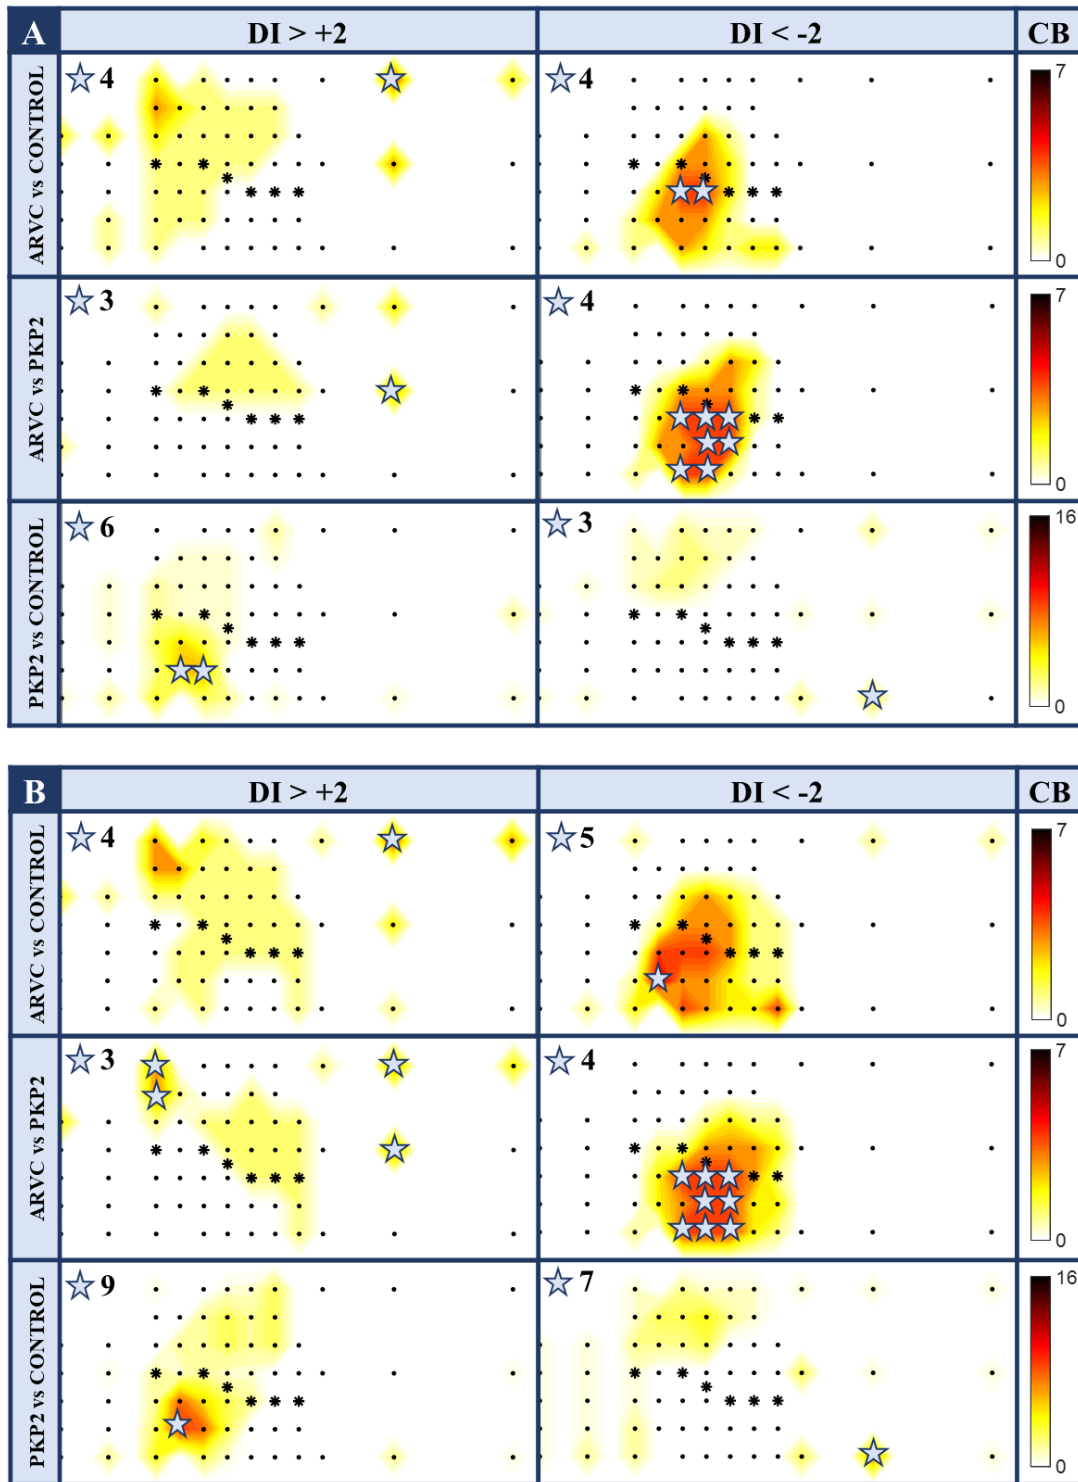 A DI > +2 DI < -2 CB
ARVC vs CONTROL 4 4 7
0
ARVC vs PKP2 3 4 7
0
PKP2 vs CONTROL 6 3 16
0
B DI > +2 DI < -2 CB
ARVC vs CONTROL 4 5 7
0
ARVC vs PKP2 3 4 7
0
PKP2 vs CONTROL 9 7 16
0